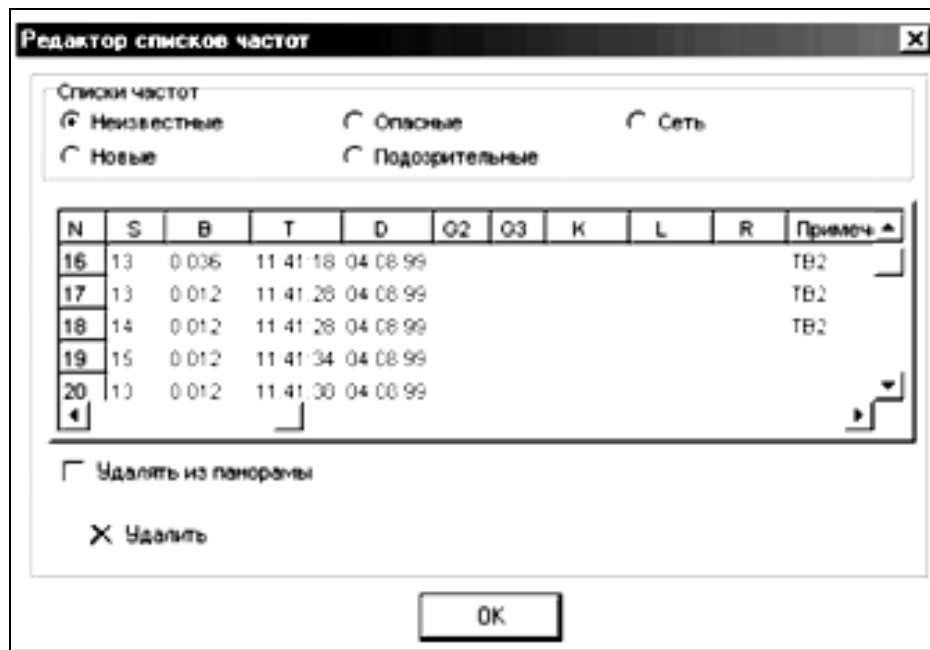 Редактор списков частот
Списки частот
Неизвестные Опасные Сеть
Новые Подозрительные
N S B T D G2 G3 K L R Примеч
16 13 0.036 11:41:18 04.08.99 ТВ2
17 13 0.012 11:41:28 04.08.99 ТВ2
18 14 0.012 11:41:28 04.08.99 ТВ2
19 15 0.012 11:41:34 04.08.99
20 13 0.012 04.08.99
Удалять из панорамы
Удалить
OK